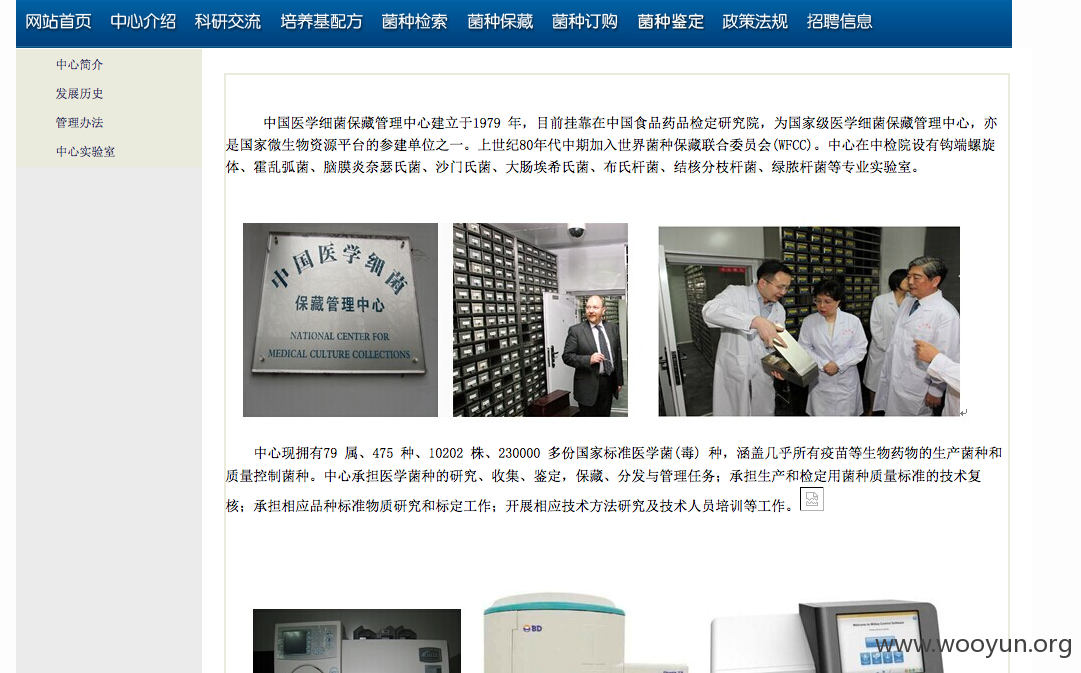 网站首页 中心介绍 科研交流 培养基配方 菌种检索 菌种保藏 菌种订购 菌种鉴定 政策法规 招聘信息
中心简介
发展历史
管理办法
中心实验室
中国医学细菌保藏管理中心建立于1979 年，目前挂靠在中国食品药品检定研究院，为国家级医学细菌保藏管理中心，亦
是国家微生物资源平台的参建单位之一。上世纪80年代中期加入世界菌种保藏联合委员会(WFCC)。中心在中检院设有钩端螺旋
体、霍乱弧菌、脑膜炎奈瑟氏菌、沙门氏菌、大肠埃希氏菌、布氏杆菌、结核分枝杆菌、绿脓杆菌等专业实验室。
中国医学细菌
保藏管理中心
NATIONAL CENTER FOR
MEDICAL CULTURE COLLECTIONS
中心现拥有79 属、475 种、10202 株、230000 多份国家标准医学菌(毒) 种，涵盖几乎所有疫苗等生物药物的生产菌种和
质量控制菌种。中心承担医学菌种的研究、收集、鉴定，保藏、分发与管理任务；承担生产和检定用菌种质量标准的技术复
核；承担相应品种标准物质研究和标定工作；开展相应技术方法研究及技术人员培训等工作。
BD
www.wooyun.org